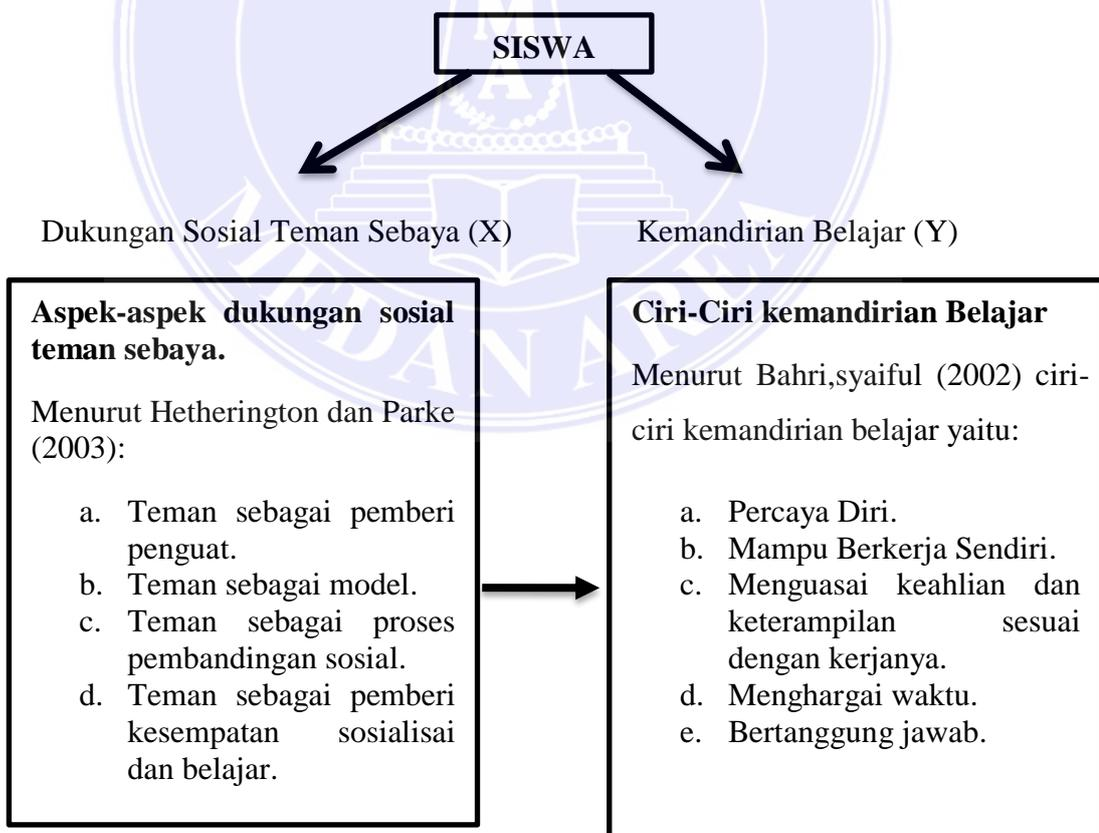 SISWA
Dukungan Sosial Teman Sebaya (X)
Kemandirian Belajar (Y)
Aspek-aspek dukungan sosial
teman sebaya.
Menurut Hetherington dan Parke
(2003):
a. Teman sebagai pemberi
penguat.
b. Teman sebagai model.
c. Teman sebagai proses
pembandingan sosial.
d. Teman sebagai pemberi
kesempatan sosialisai
dan belajar.
Ciri-Ciri kemandirian Belajar
Menurut Bahri,syaiful (2002) ciri-
ciri kemandirian belajar yaitu:
a. Percaya Diri.
b. Mampu Berkerja Sendiri.
c. Menguasai keahlian dan
keterampilan sesuai
dengan kerjanya.
d. Menghargai waktu.
e. Bertanggung jawab.
MEDAN AREA
M
A